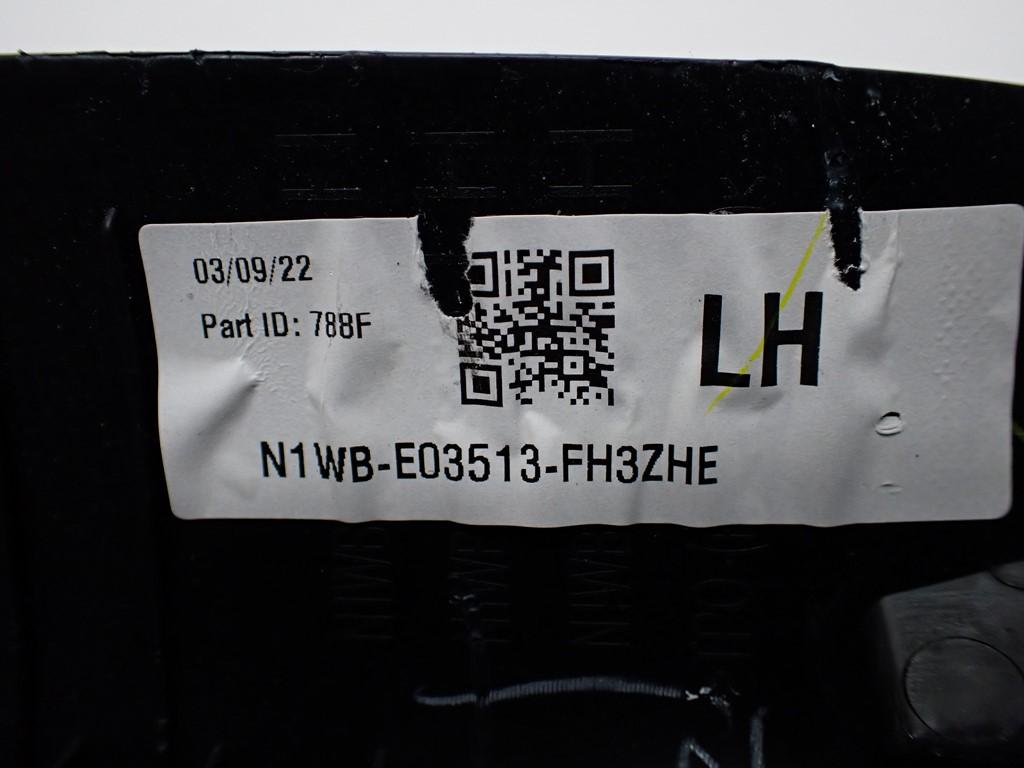 03/09/22
Part ID: 788F
LH
N1WB-E03513-FH3ZHE